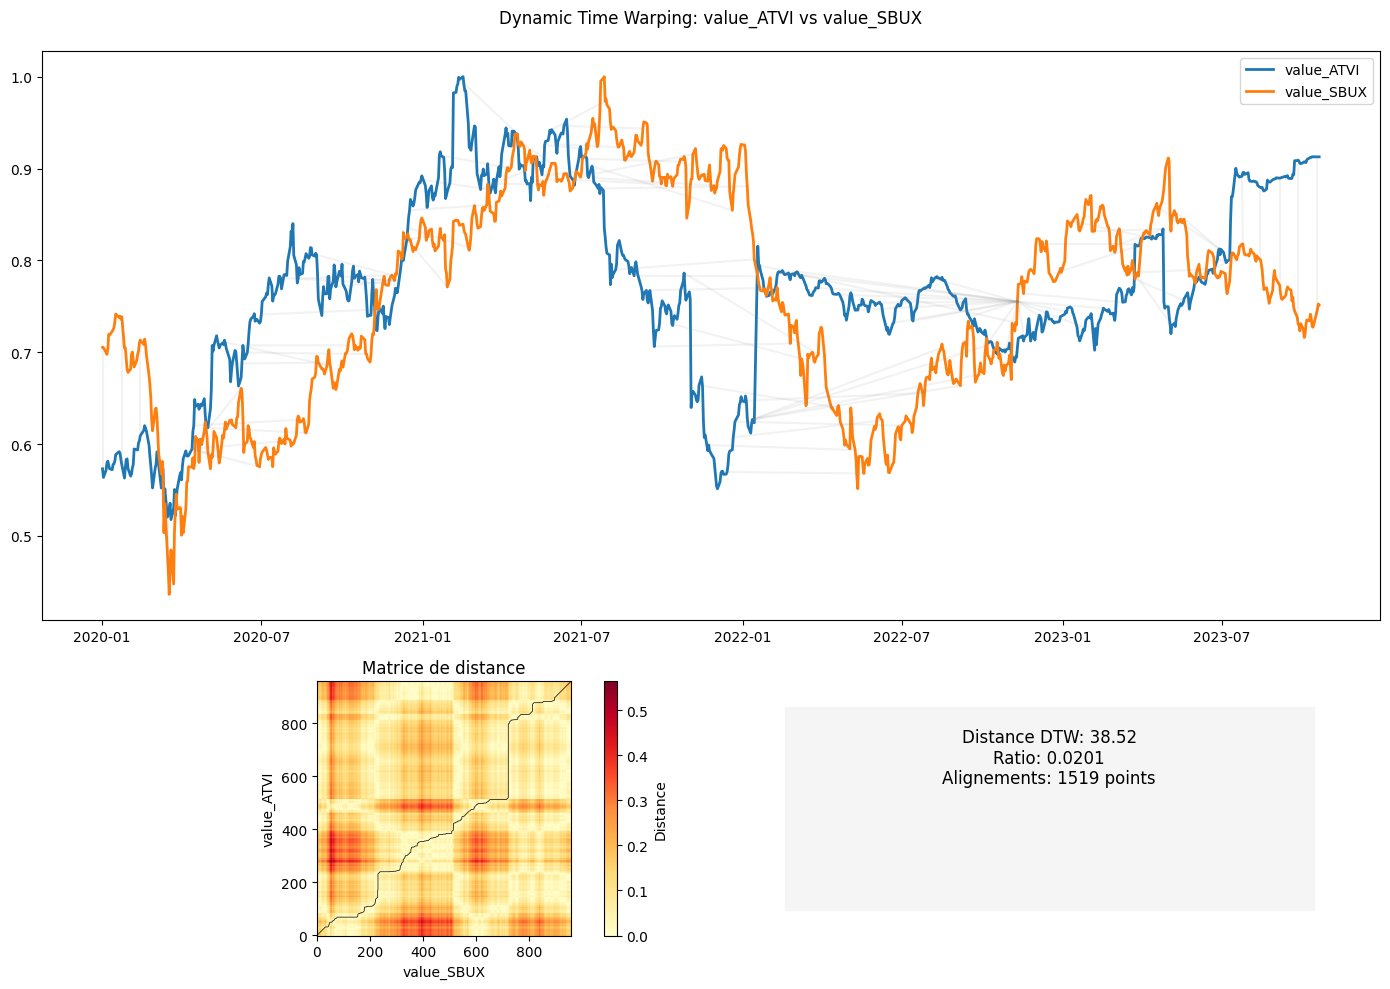 Dynamic Time Warping: value_ATVI vs value_SBUX
value_ATVI
value_SBUX
1.0
0.9
0.8
0.7
0.6
0.5
2020-01 2020-07 2021-01 2021-07 2022-01 2022-07 2023-01 2023-07
Matrice de distance
value_ATVI
800
600
400
200
0
0 200 400 600 800
value_SBUX
0.5
0.4
0.3
0.2
0.1
0.0
Distance
Distance DTW: 38.52
Ratio: 0.0201
Alignements: 1519 points